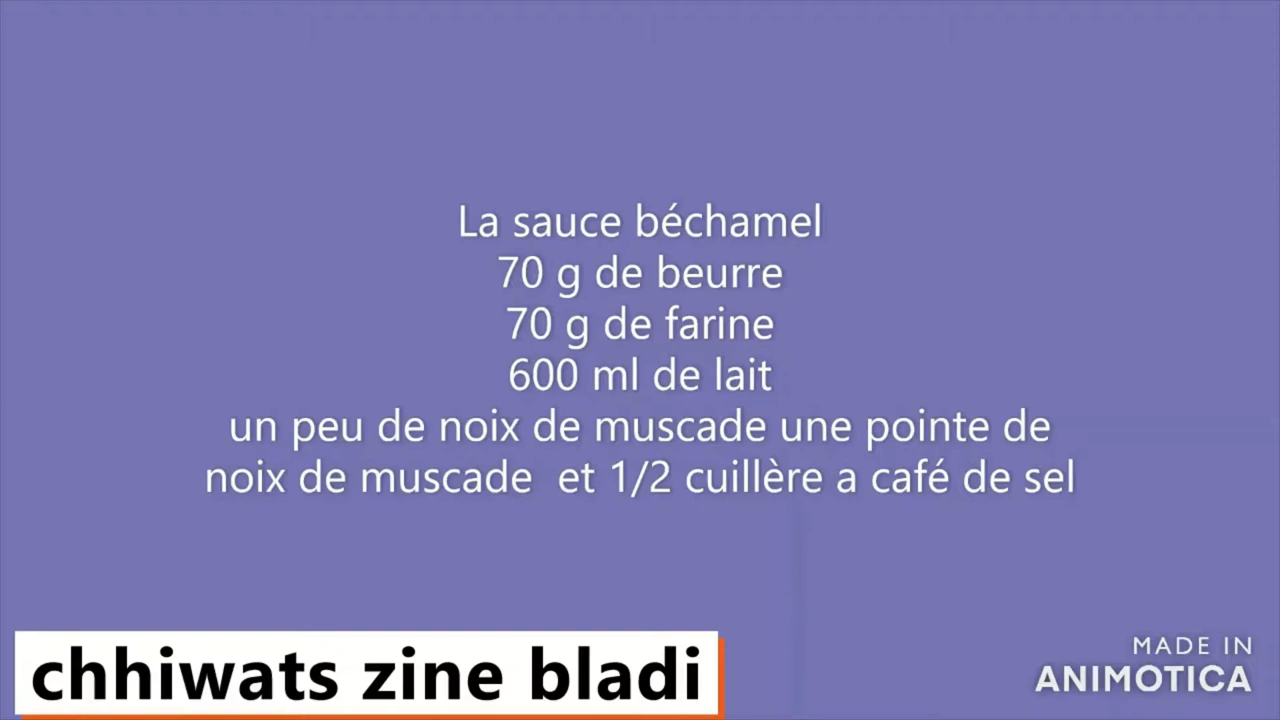 La sauce béchamel
70 g de beurre
70 g de farine
600 ml de lait
un peu de noix de muscade une pointe de
noix de muscade  et 1/2 cuillère a café de sel
chhiwats zine bladi
MADE IN
ANIMOTICA